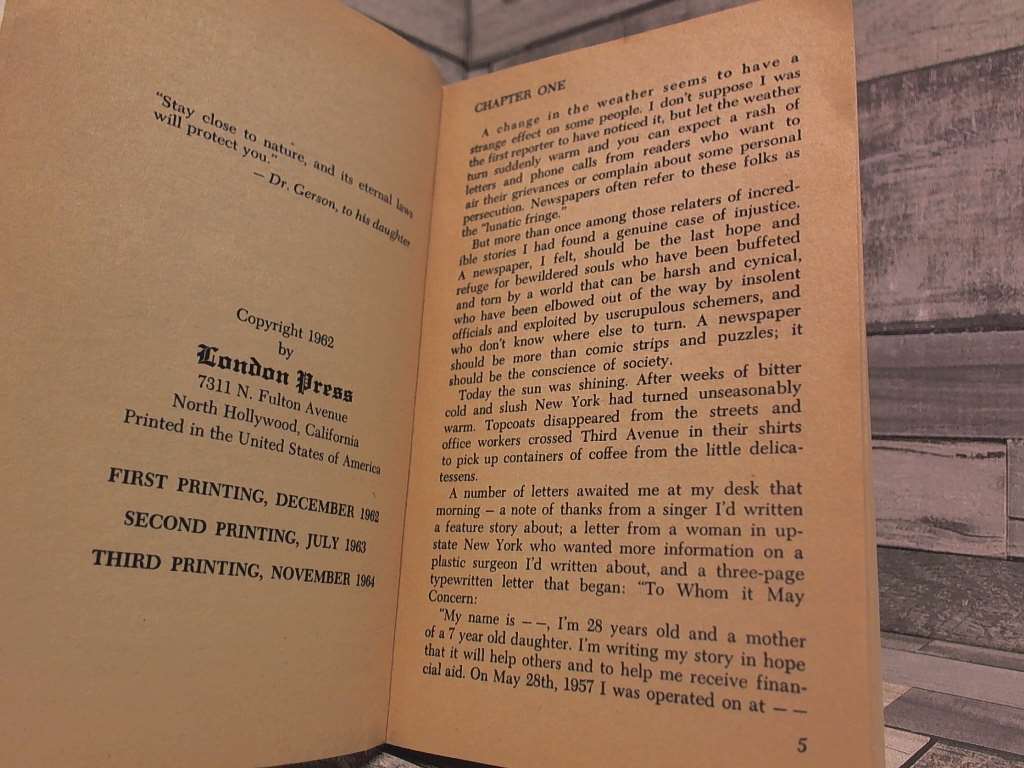 "Stay close to nature, and its eternal laws
will protect you."
— Dr. Gerson, to his daughter
Copyright 1962
by
London Press
7311 N. Fulton Avenue
North Hollywood, California
Printed in the United States of America
FIRST PRINTING, DECEMBER 1962
SECOND PRINTING, JULY 1963
THIRD PRINTING, NOVEMBER 1964
CHAPTER ONE
A change in the weather seems to have a
strange effect on some people. I don't suppose I was
the first reporter to have noticed it, but let the weather
turn suddenly warm and you can expect a rash of
letters and phone calls from readers who want to
air their grievances or complain about some personal
persecution. Newspapers often refer to these folks as
the "lunatic fringe."
But more than once among those relaters of incred-
ible stories I had found a genuine case of injustice.
A newspaper, I felt, should be the last hope and
refuge for bewildered souls who have been buffeted
and torn by a world that can be harsh and cynical,
who have been elbowed out of the way by insolent
officials and exploited by uscrupulous schemers, and
who don't know where else to turn. A newspaper
should be more than comic strips and puzzles; it
should be the conscience of society.
Today the sun was shining. After weeks of bitter
cold and slush New York had turned unseasonably
warm. Topcoats disappeared from the streets and
office workers crossed Third Avenue in their shirts
to pick up containers of coffee from the little delica-
tessens.
A number of letters awaited me at my desk that
morning – a note of thanks from a singer I'd written
a feature story about; a letter from a woman in up-
state New York who wanted more information on a
plastic surgeon I'd written about, and a three-page
typewritten letter that began: "To Whom it May
Concern:
"My name is – –, I'm 28 years old and a mother
of a 7 year old daughter. I'm writing my story in hope
that it will help others and to help me receive finan-
cial aid. On May 28th, 1957 I was operated on at – –
5